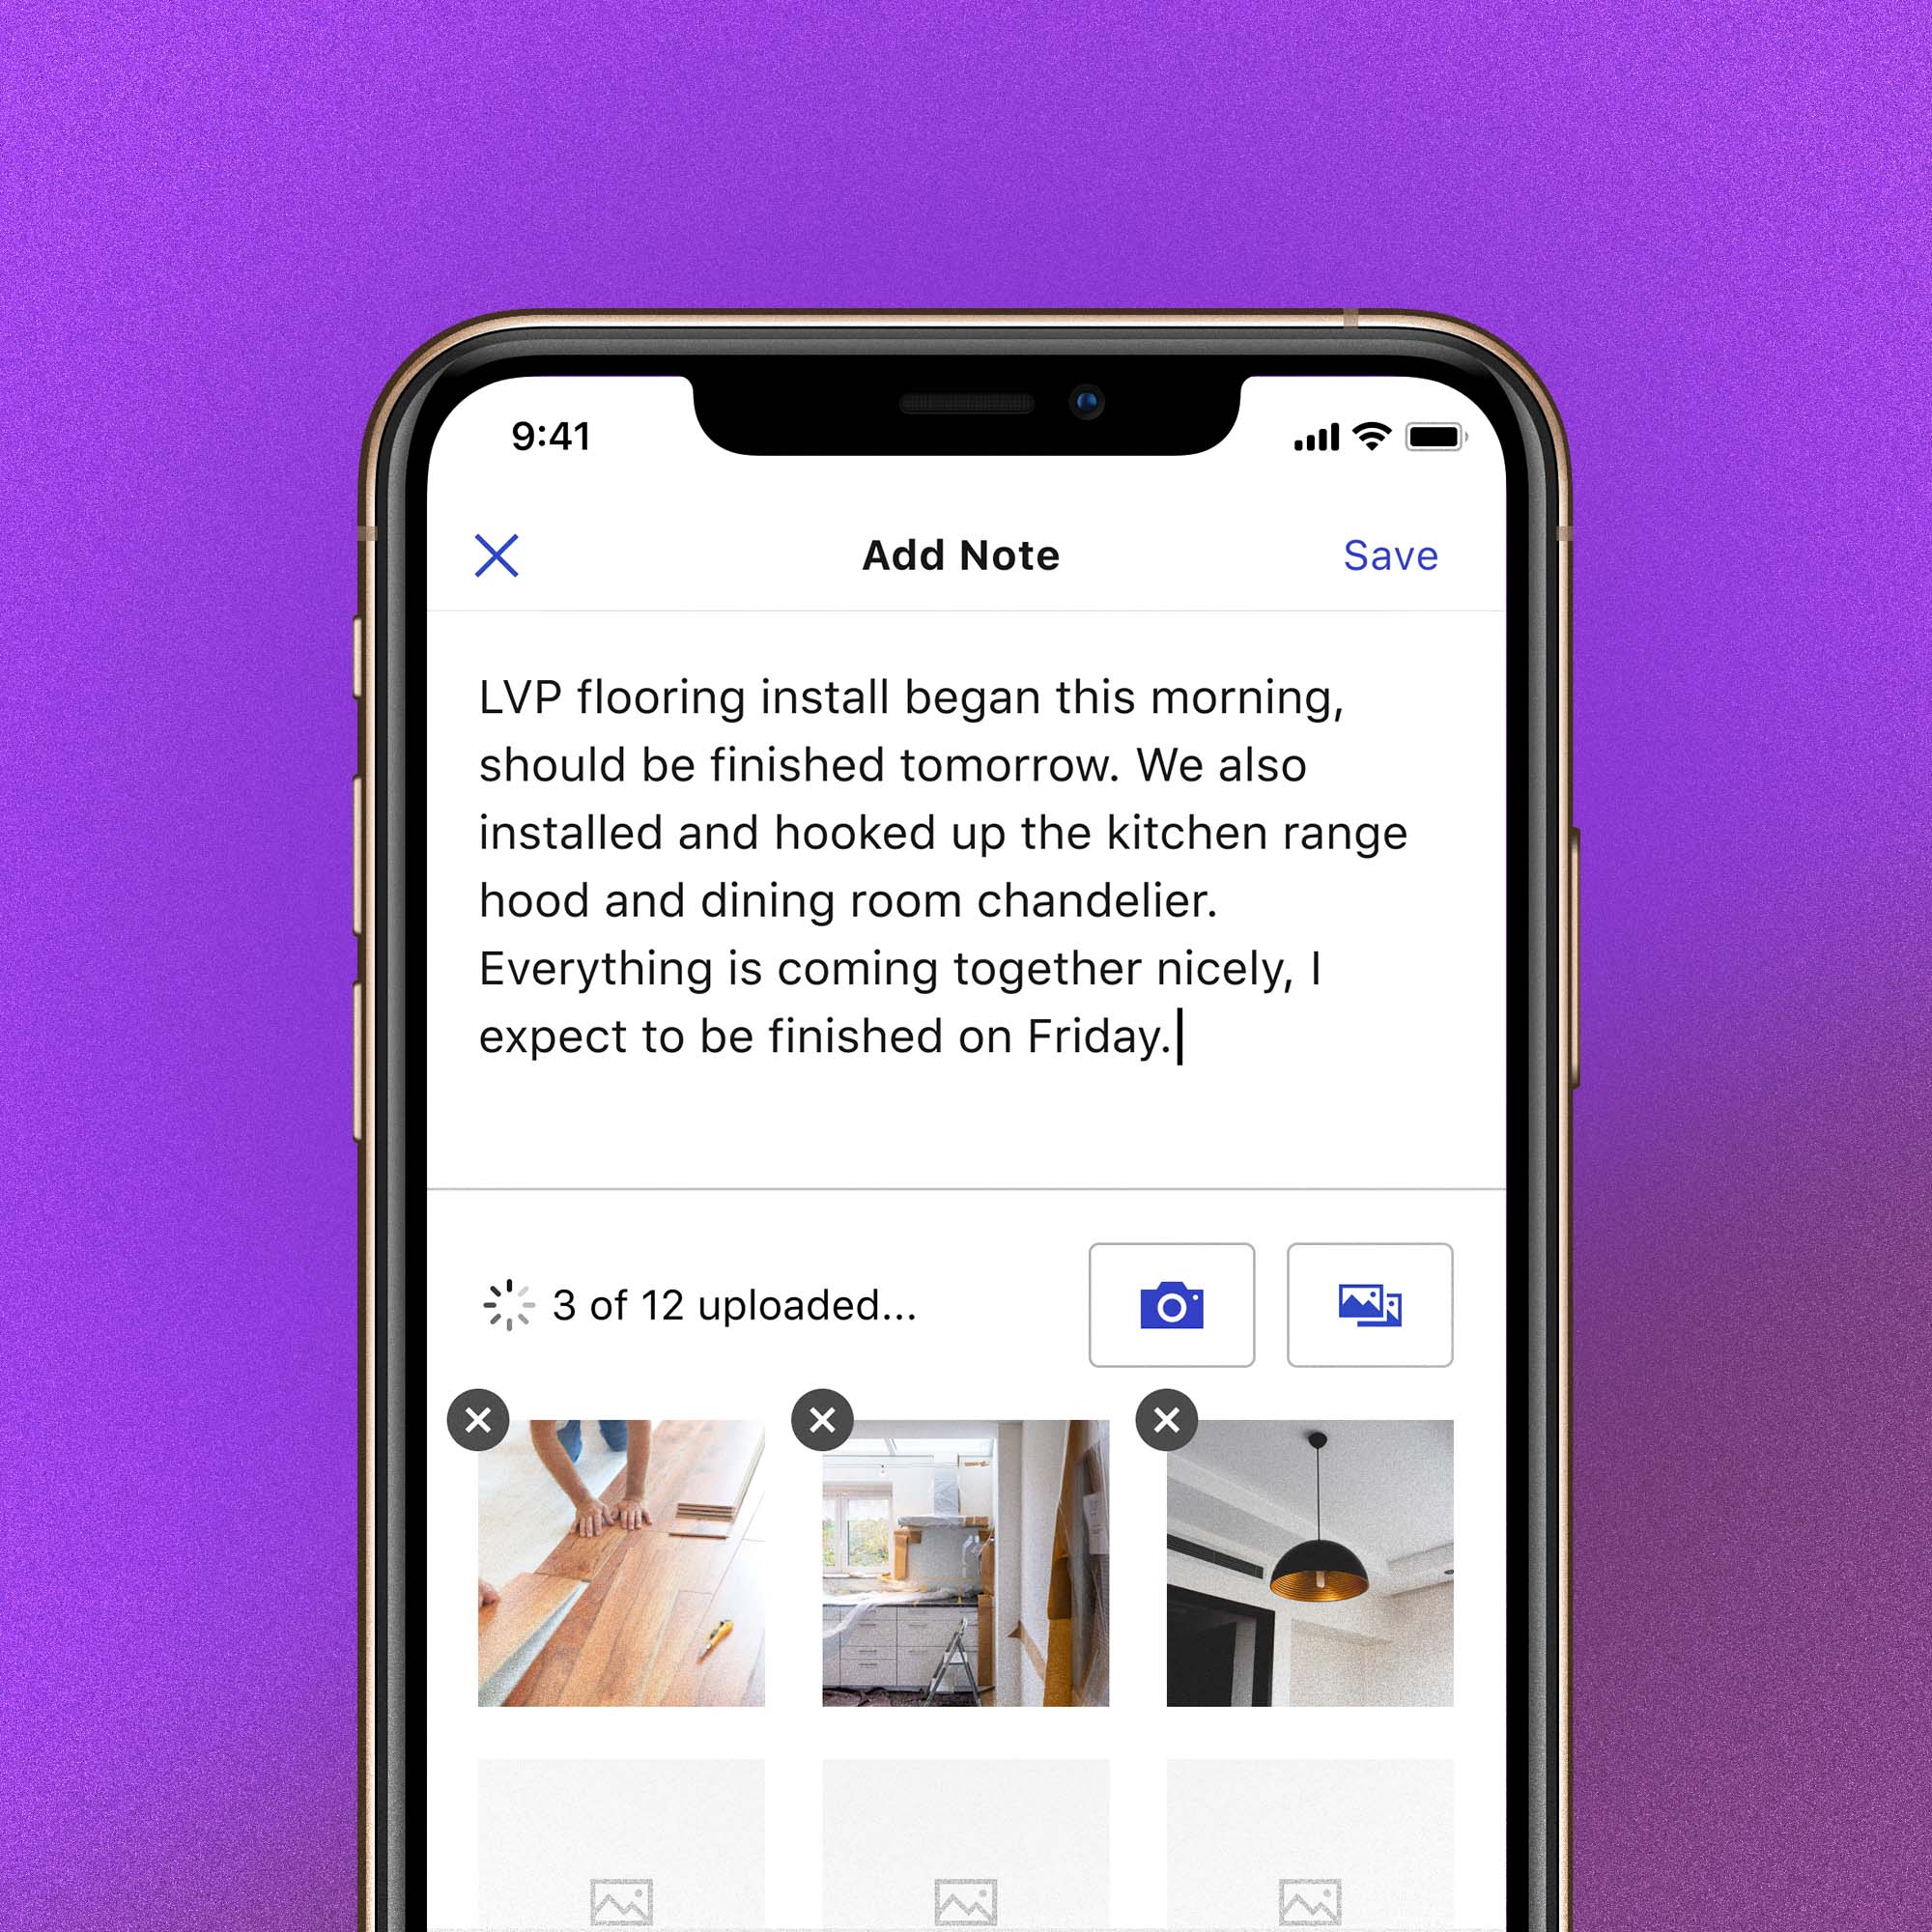 9:41
Add Note
Save
LVP flooring install began this morning,
should be finished tomorrow. We also
installed and hooked up the kitchen range
hood and dining room chandelier.
Everything is coming together nicely, I
expect to be finished on Friday.
3 of 12 uploaded...